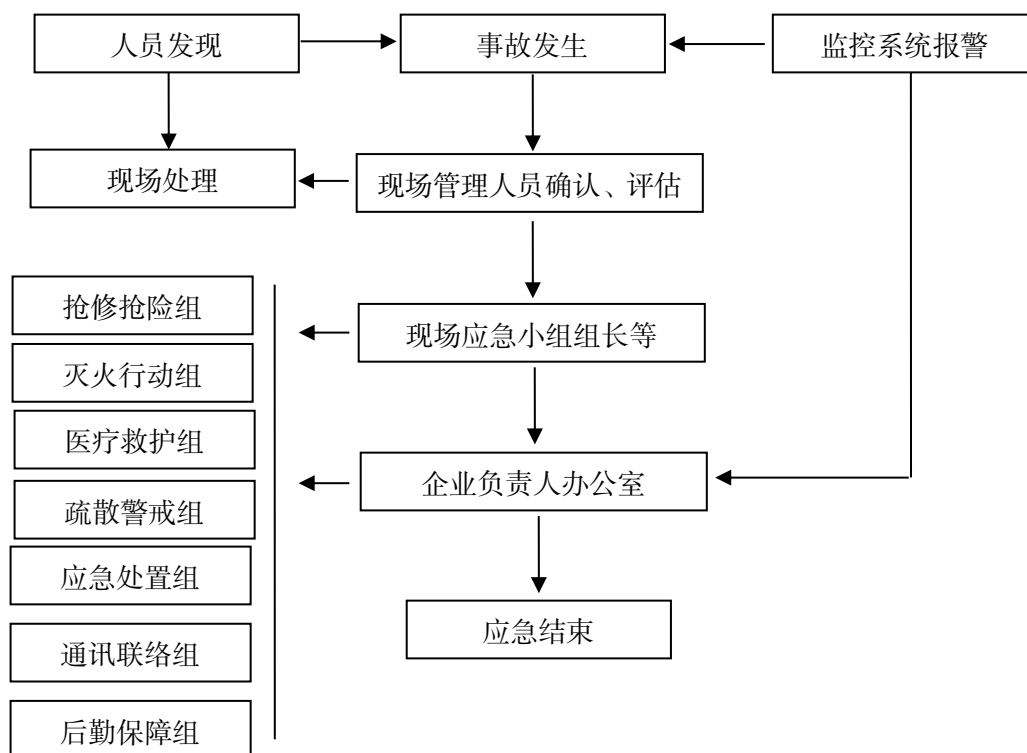 人员发现
事故发生
监控系统报警
现场处理
现场管理人员确认、评估
抢修抢险组
现场应急小组组长等
灭火行动组
医疗救护组
企业负责人办公室
疏散警戒组
应急处置组
应急结束
通讯联络组
后勤保障组